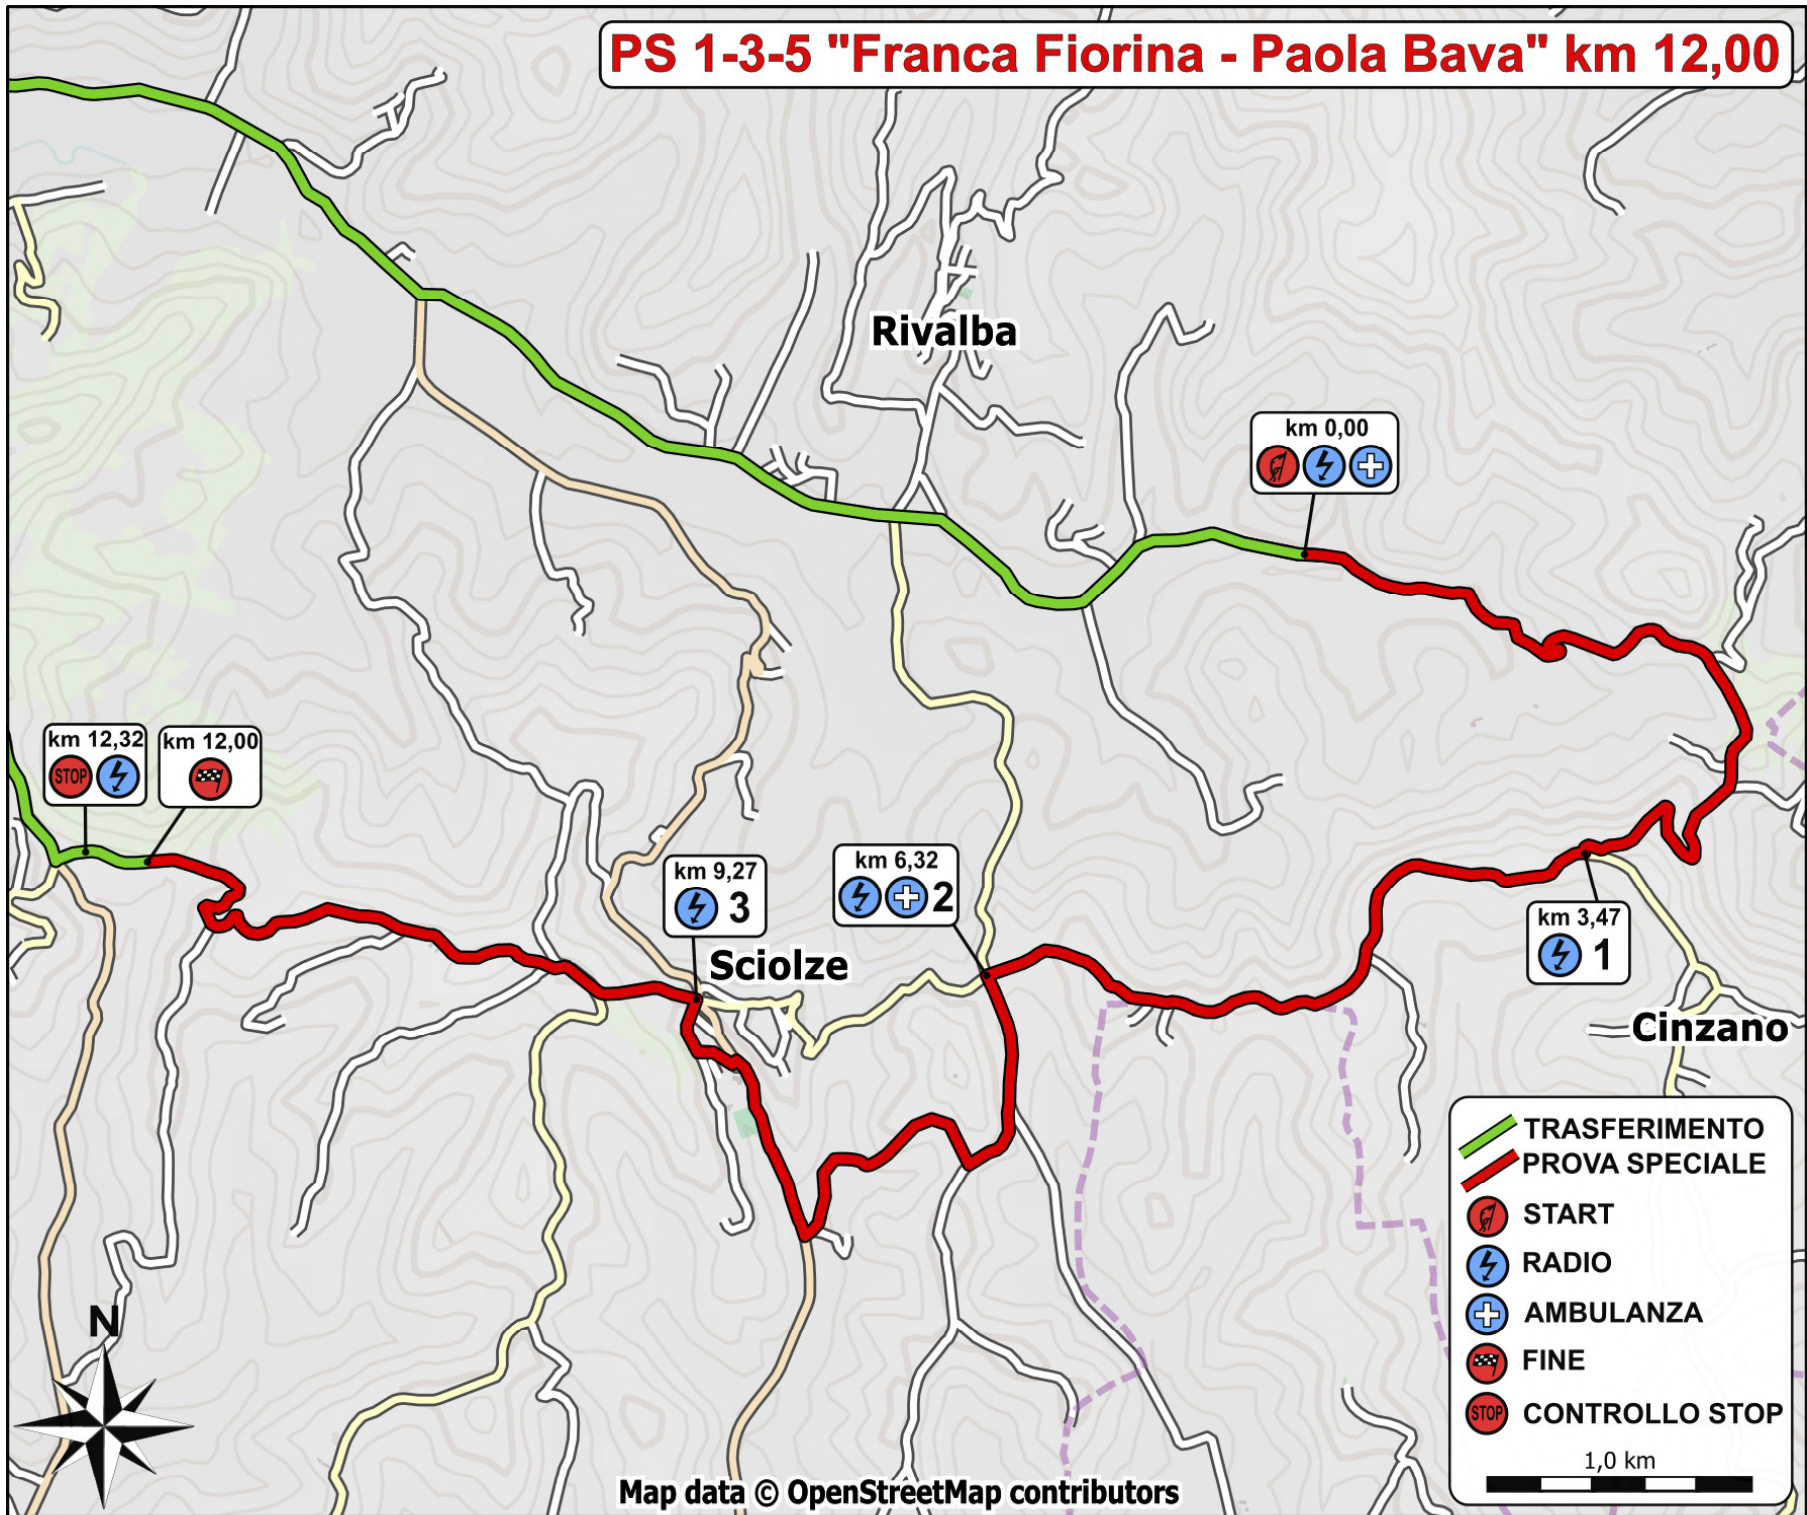 PS 1-3-5 "Franca Fiorina - Paola Bava" km 12,00
Rivalba
km 0,00
km 12,32
STOP
km 12,00
km 9,27
3
km 6,32
2
Sciolze
km 3,47
1
Cinzano
TRASFERIMENTO
PROVA SPECIALE
START
RADIO
AMBULANZA
FINE
STOP
CONTROLLO STOP
1,0 km
N
Map data © OpenStreetMap contributors